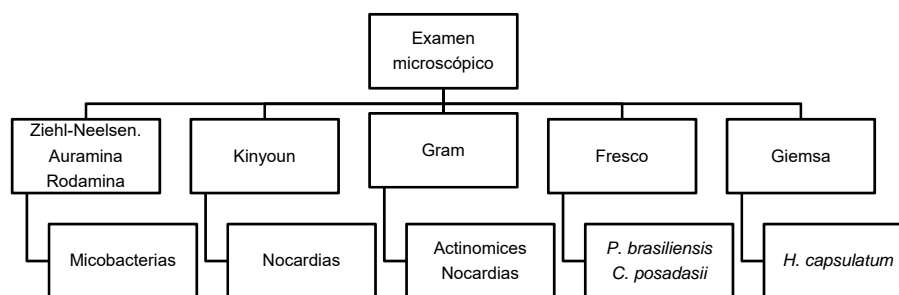 Examen
microscópico
Ziehl-Neelsen.
Auramina
Rodamina
Kinyoun
Gram
Fresco
Giemsa
Micobacterias
Nocardias
Actinomices
Nocardias
P. brasiliensis
C. posadasii
H. capsulatum